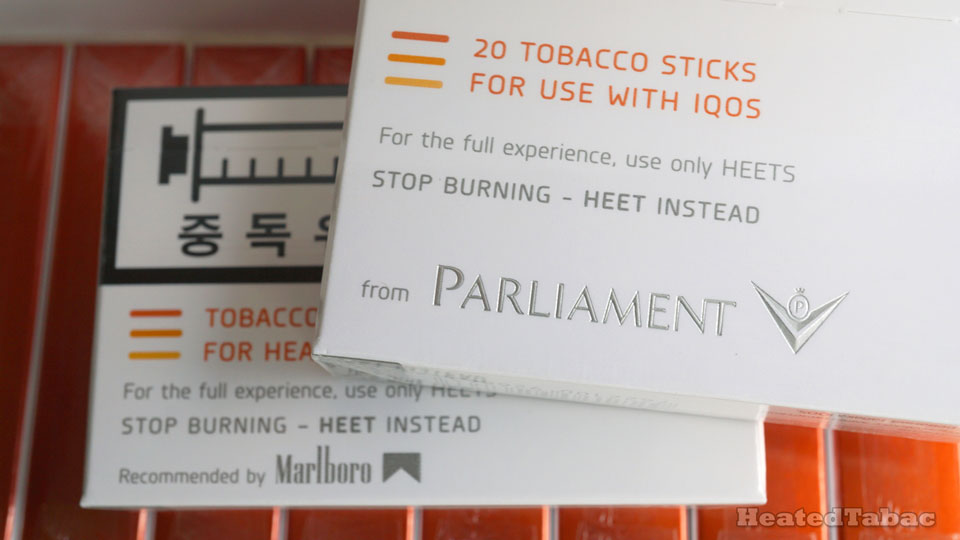 20 TOBACCO STICKS
FOR USE WITH IQOS
For the full experience, use only HEETS
STOP BURNING – HEET INSTEAD
from PARLIAMENT
P
중독
TOBACCO
FOR
For the full experience, use only HEETS
STOP BURNING – HEET INSTEAD
Recommended by Marlboro
HeatedTabac